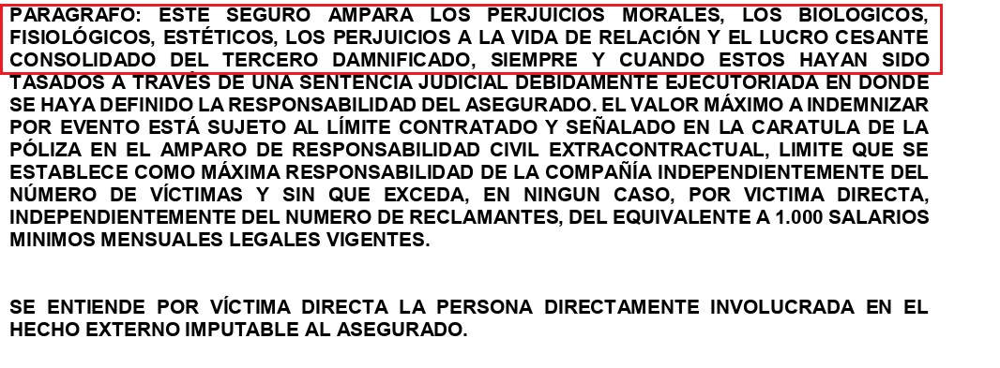 PARAGRAFO: ESTE SEGURO AMPARA LOS PERJUICIOS MORALES, LOS BIOLOGICOS,
FISIOLÓGICOS, ESTÉTICOS, LOS PERJUICIOS A LA VIDA DE RELACIÓN Y EL LUCRO CESANTE
CONSOLIDADO DEL TERCERO DAMNIFICADO, SIEMPRE Y CUANDO ESTOS HAYAN SIDO
TASADOS A TRAVÉS DE UNA SENTENCIA JUDICIAL DEBIDAMENTE EJECUTORIADA EN DONDE
SE HAYA DEFINIDO LA RESPONSABILIDAD DEL ASEGURADO. EL VALOR MÁXIMO A INDEMNIZAR
POR EVENTO ESTÁ SUJETO AL LÍMITE CONTRATADO Y SEÑALADO EN LA CARATULA DE LA
PÓLIZA EN EL AMPARO DE RESPONSABILIDAD CIVIL EXTRACONTRACTUAL, LIMITE QUE SE
ESTABLECE COMO MÁXIMA RESPONSABILIDAD DE LA COMPAÑÍA INDEPENDIENTEMENTE DEL
NÚMERO DE VÍCTIMAS Y SIN QUE EXCEDA, EN NINGUN CASO, POR VICTIMA DIRECTA,
INDEPENDIENTEMENTE DEL NUMERO DE RECLAMANTES, DEL EQUIVALENTE A 1.000 SALARIOS
MINIMOS MENSUALES LEGALES VIGENTES.
SE ENTIENDE POR VÍCTIMA DIRECTA LA PERSONA DIRECTAMENTE INVOLUCRADA EN EL
HECHO EXTERNO IMPUTABLE AL ASEGURADO.